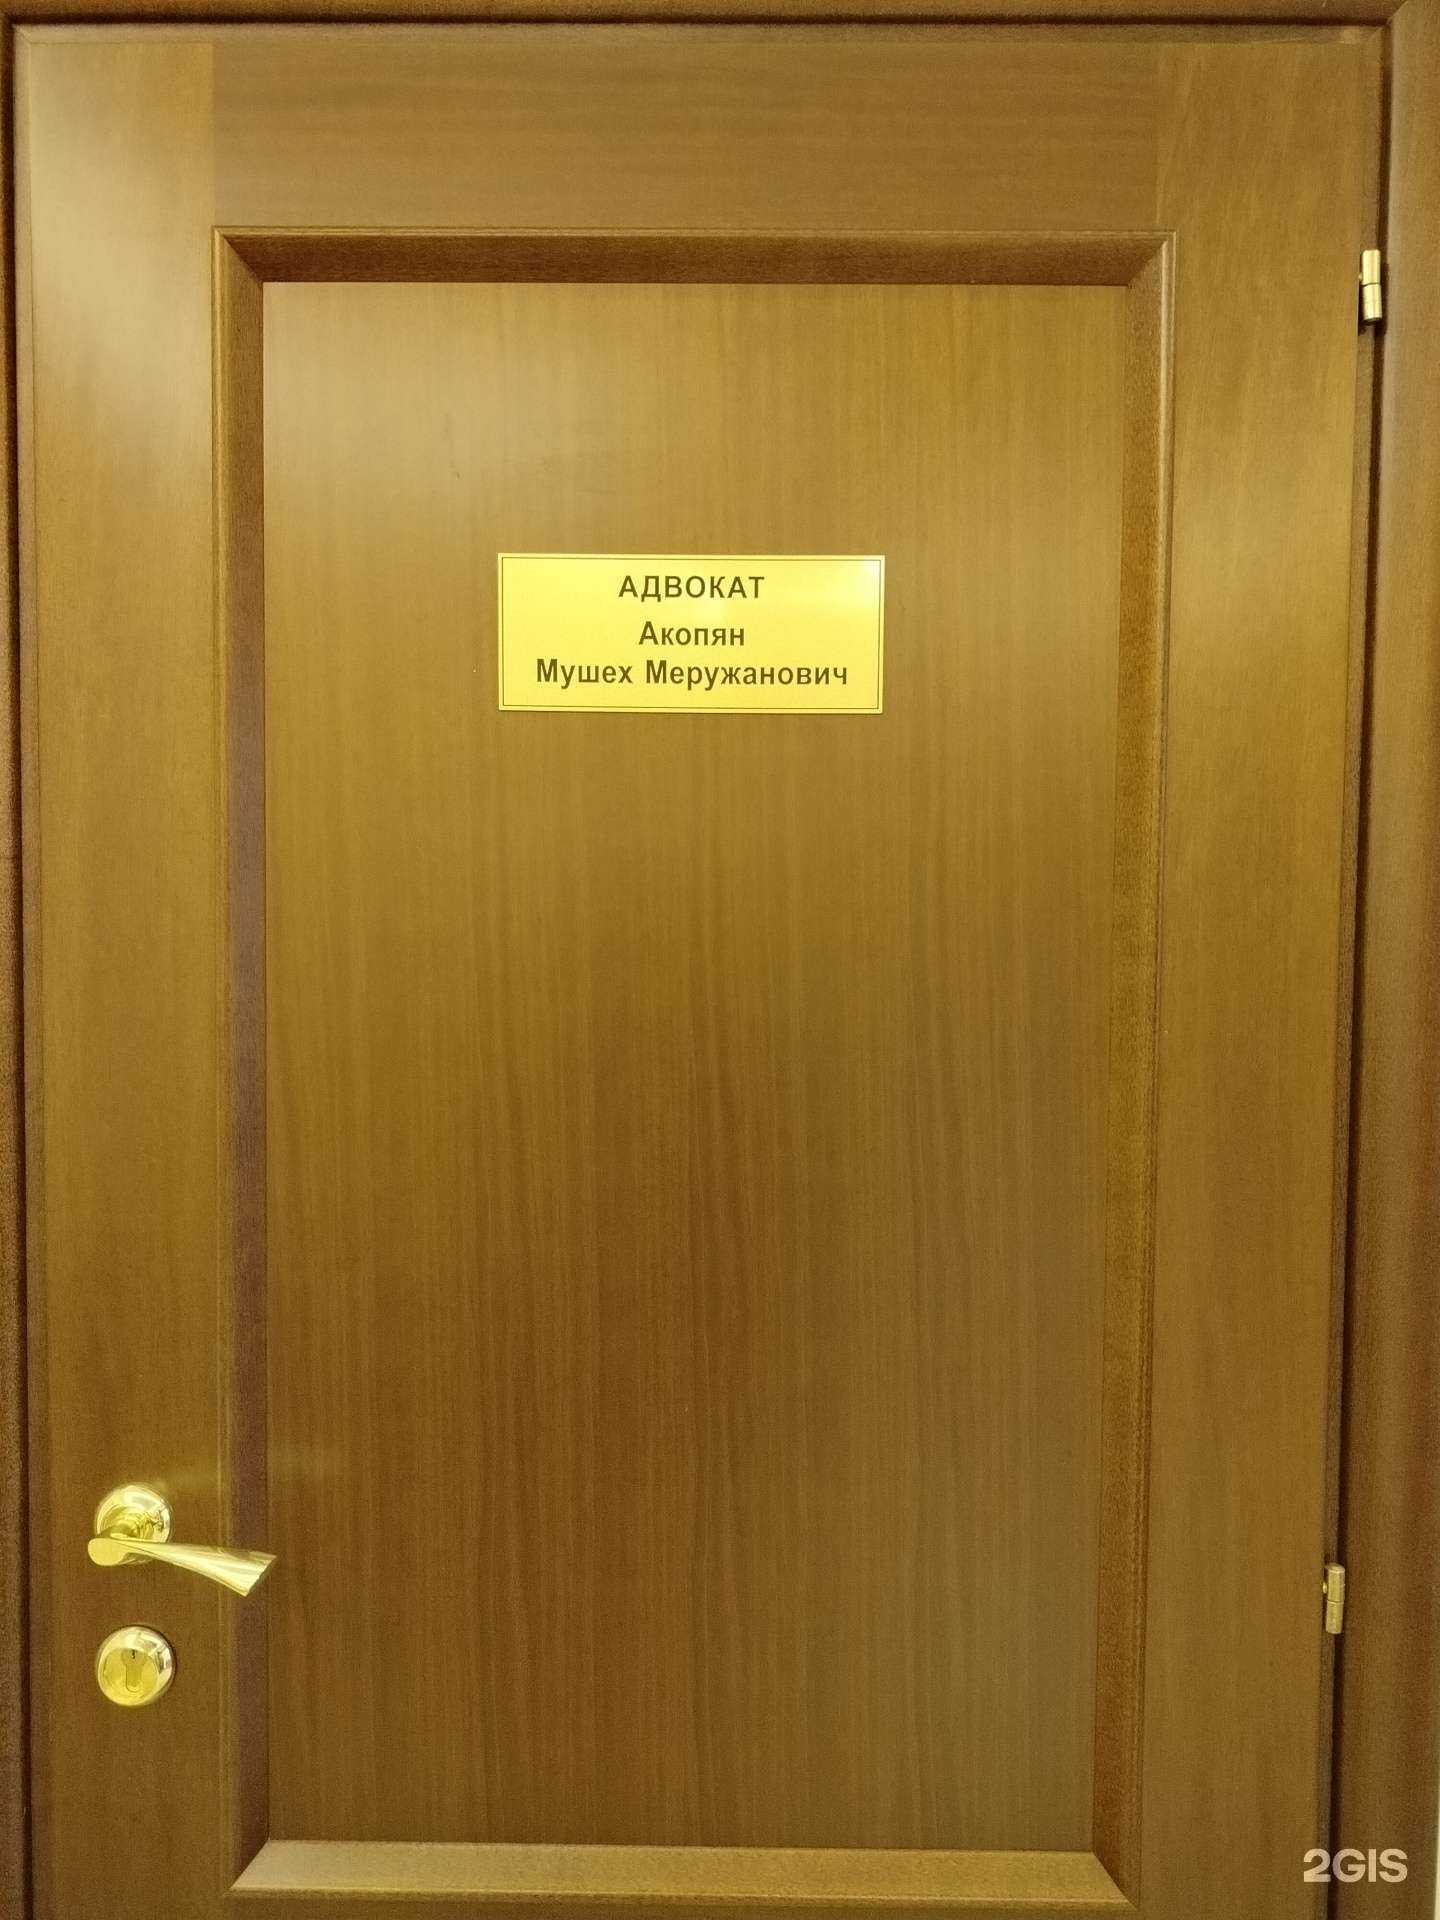 АДВОКАТ
Акопян
Мушех Меружанович
2GIS